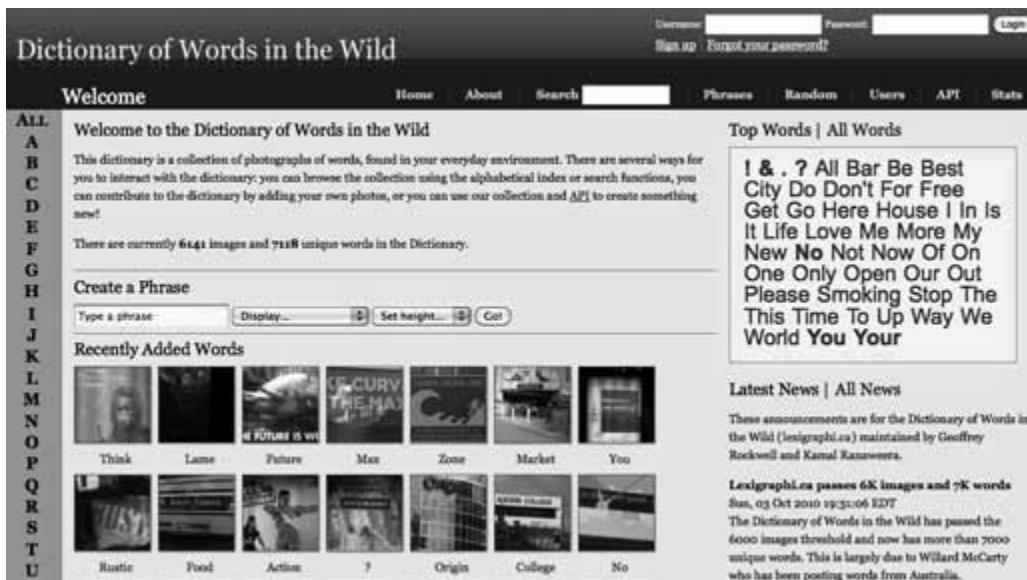 Dictionary of Words in the Wild
Username: Password: Login
Sign up Forgot your password?
Welcome
Home About Search Phrases Random Users API Stats
ALL
A
B
C
D
E
F
G
H
I
J
K
L
M
N
O
P
Q
R
S
T
U
Welcome to the Dictionary of Words in the Wild
This dictionary is a collection of photographs of words, found in your everyday environment. There are several ways for
you to interact with the dictionary: you can browse the collection using the alphabetical index or search functions, you
can contribute to the dictionary by adding your own photos, or you can use our collection and API to create something
new!
There are currently 6141 images and 7118 unique words in the Dictionary.
Create a Phrase
Type a phrase Display... Set height... Go!
Recently Added Words
KE CURV
THE MAX
E FUTURE IS W
Think Lame Future Max Zone Market You
Rustic Food Action ? Origin College No
Top Words | All Words
! & . ? All Bar Be Best
City Do Don't For Free
Get Go Here House I In Is
It Life Love Me More My
New No Not Now Of On
One Only Open Our Out
Please Smoking Stop The
This Time To Up Way We
World You Your
Latest News | All News
These announcements are for the Dictionary of Words in
the Wild (lexigraphi.ca) maintained by Geoffrey
Rockwell and Kamal Ranaweera.
Lexigraphi.ca passes 6K images and 7K words
Sun, 03 Oct 2010 19:31:06 EDT
The Dictionary of Words in the Wild has passed the
6000 images threshold and now has more than 7000
unique words. This is largely due to Willard McCarty
who has been posting words from Australia.